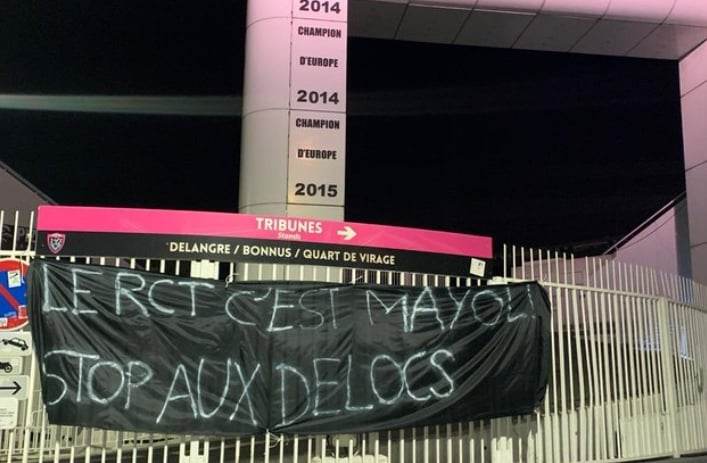 2014
CHAMPION
D'EUROPE
2014
CHAMPION
D'EUROPE
2015
TRIBUNES
Stands
DELANGRE / BONNUS / QUART DE VIRAGE
LE RCT C'EST MAYOL!
STOP AUX DELOCS